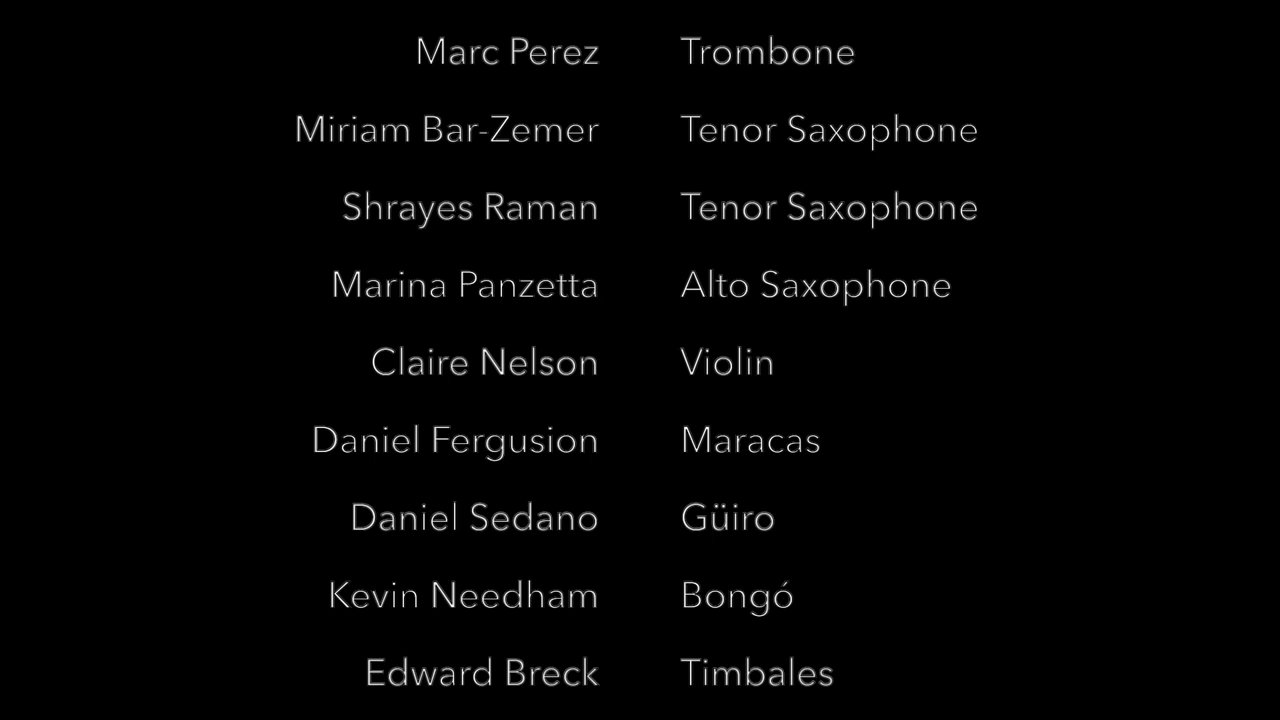 Marc Perez Trombone
Miriam Bar-Zemer Tenor Saxophone
Shrayes Raman Tenor Saxophone
Marina Panzetta Alto Saxophone
Claire Nelson Violin
Daniel Fergusion Maracas
Daniel Sedano Güiro
Kevin Needham Bongó
Edward Breck Timbales